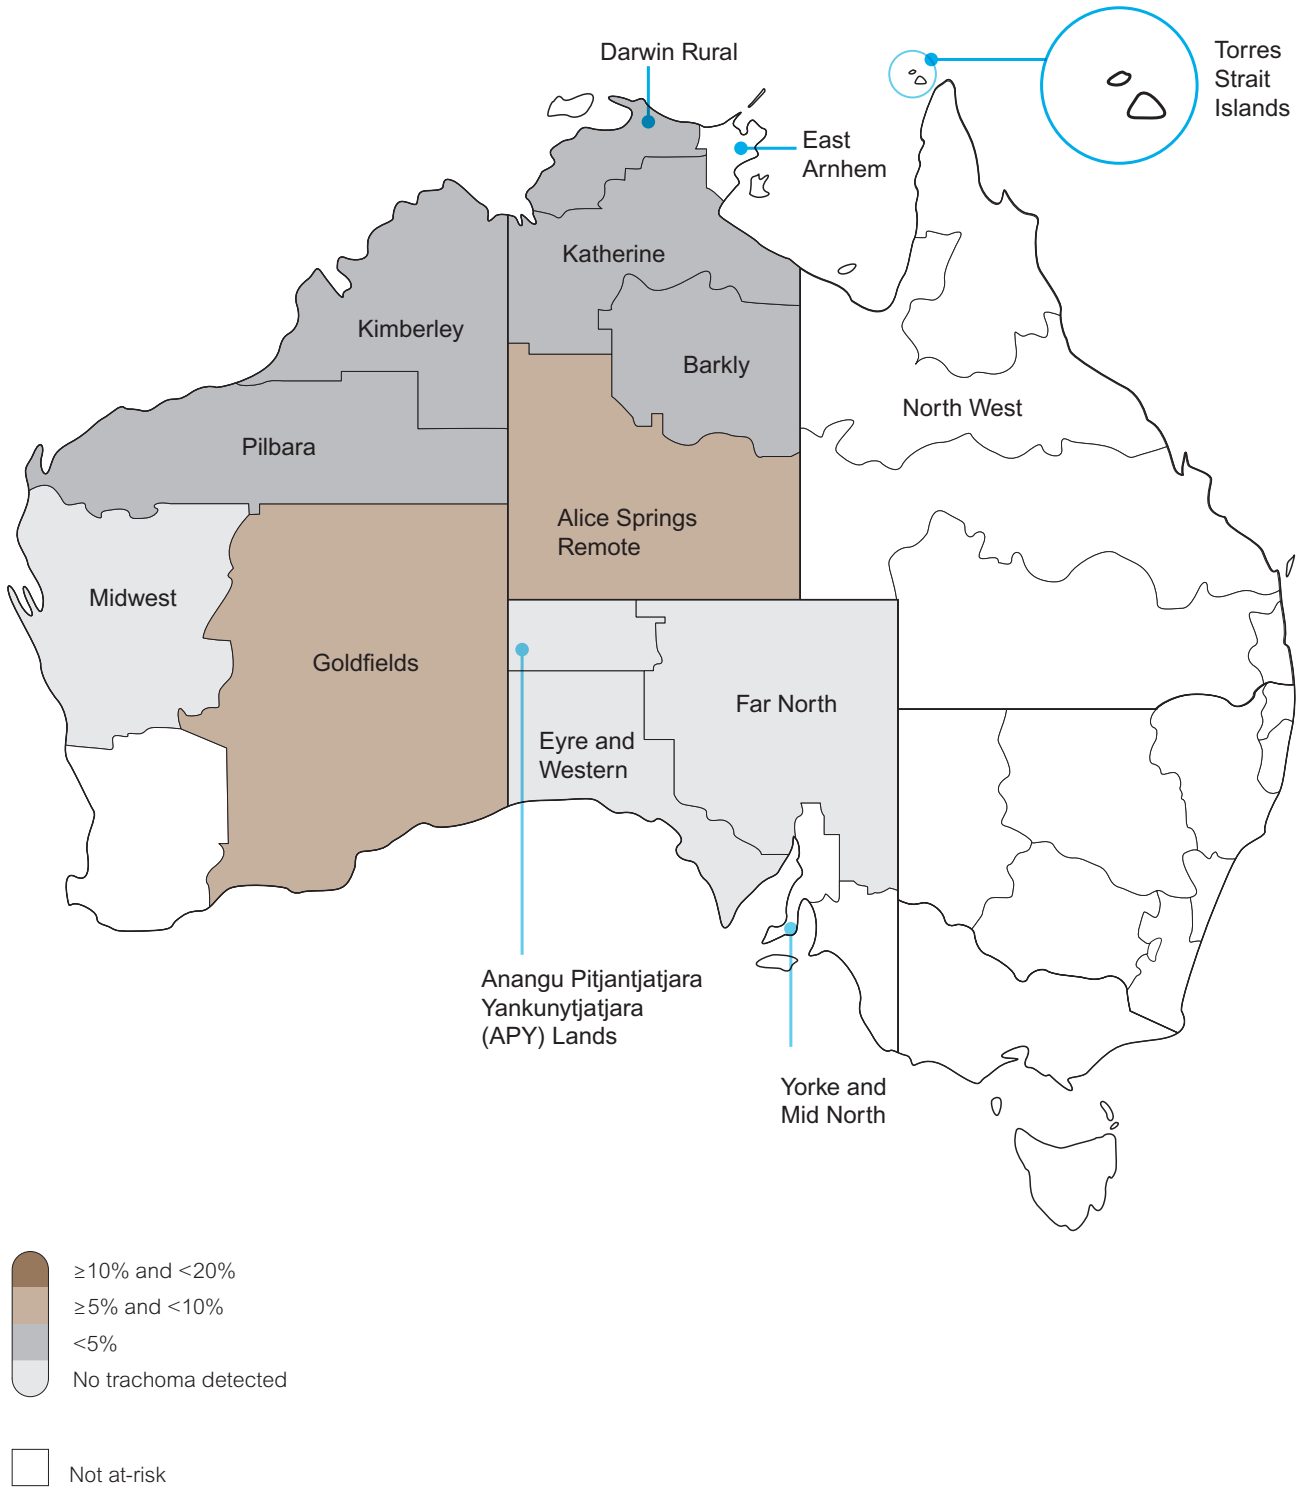 Darwin Rural
Torres
Strait
Islands
East
Arnhem
Katherine
Kimberley
Barkly
North West
Pilbara
Alice Springs
Remote
Midwest
Goldfields
Far North
Eyre and
Western
Anangu Pitjantjatjara
Yankunytjatjara
(APY) Lands
Yorke and
Mid North
≥10% and <20%
≥5% and <10%
<5%
No trachoma detected
Not at-risk